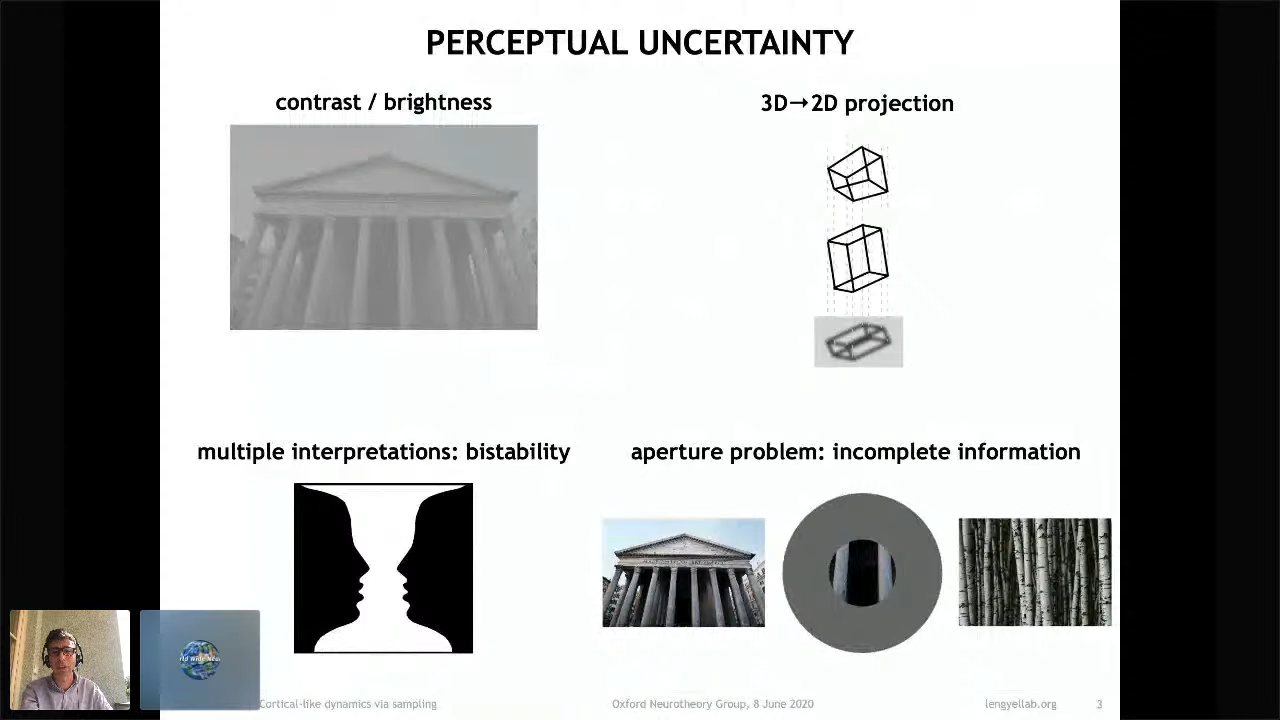 PERCEPTUAL UNCERTAINTY
contrast / brightness
3D→2D projection
multiple interpretations: bistability
aperture problem: incomplete information
Cortical-like dynamics via sampling
Oxford Neurotheory Group, 8 June 2020
lengyellab.org
3